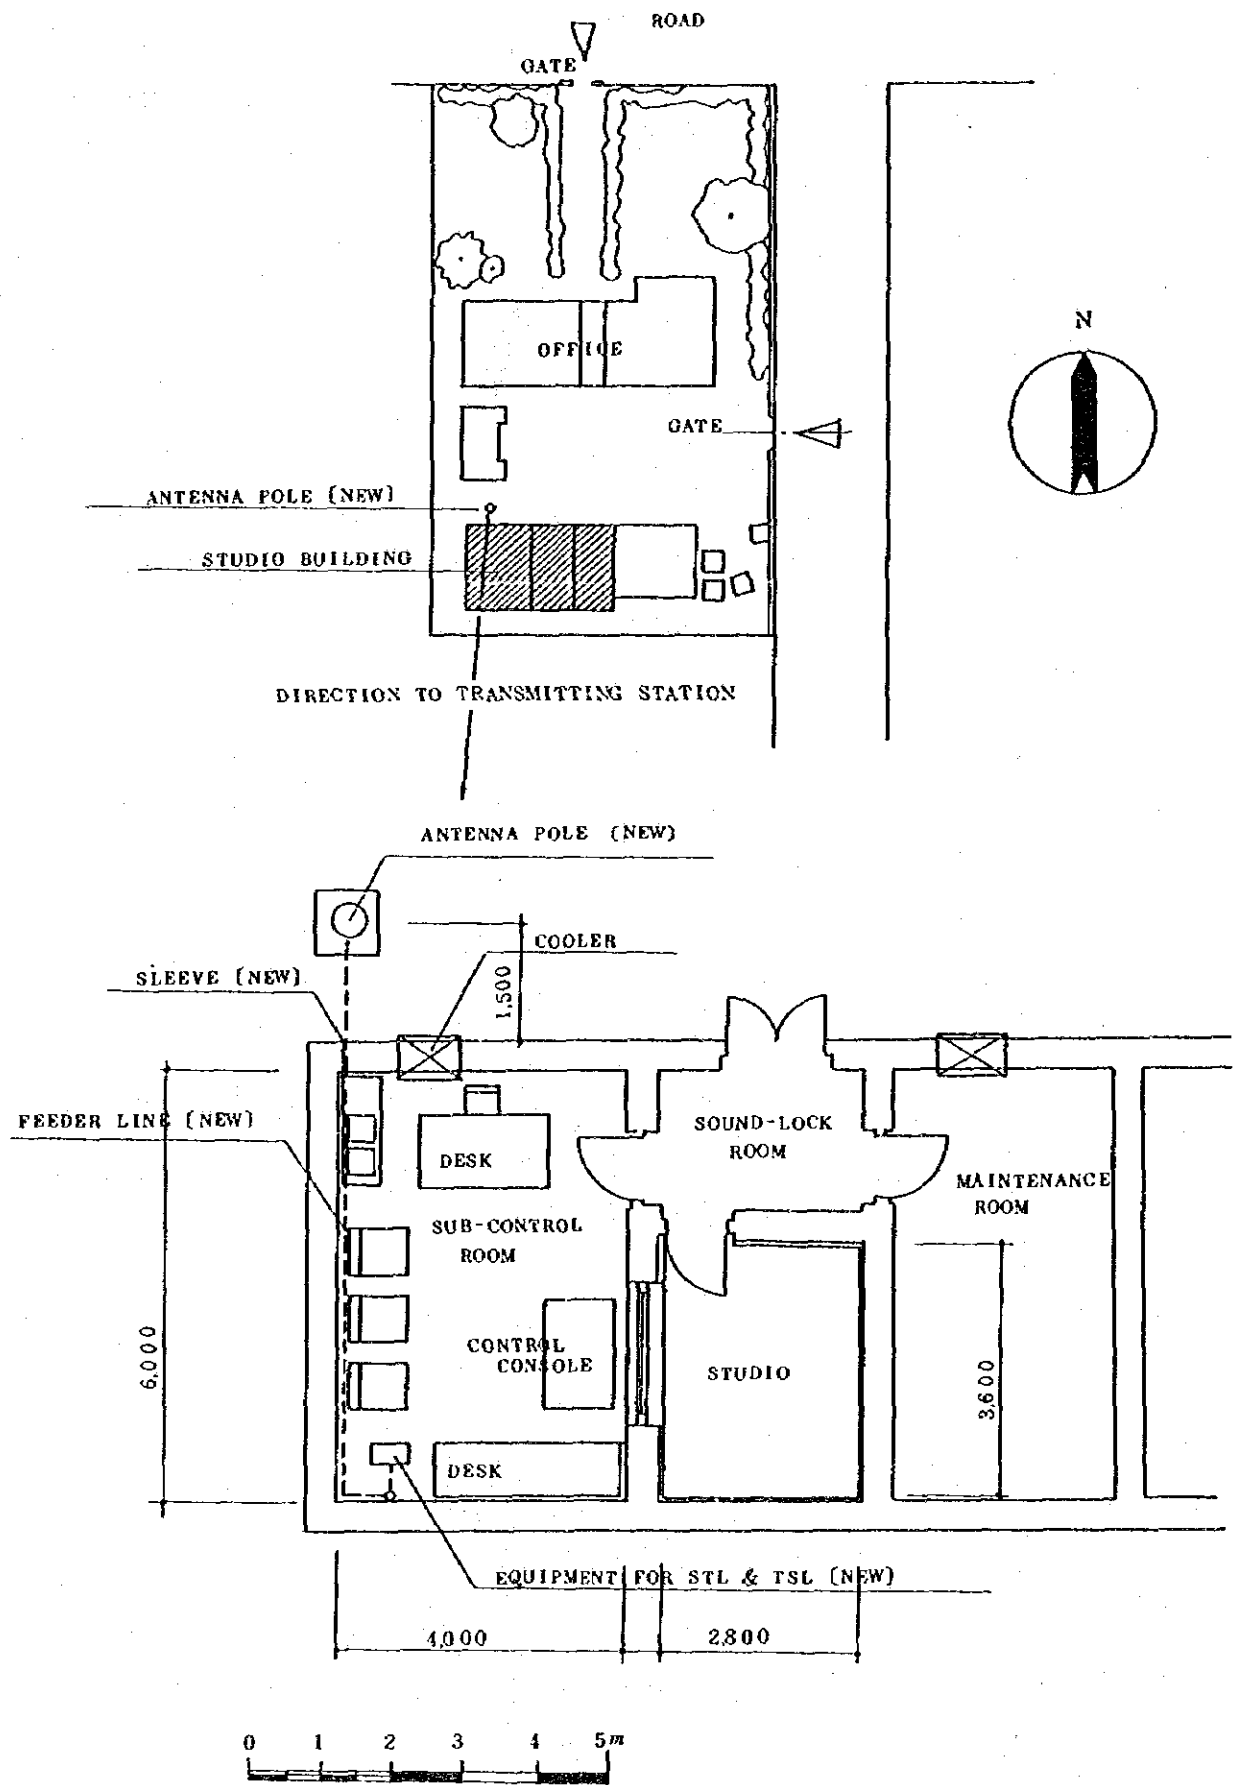 ROAD
GATE
OFFICE
N
GATE
ANTENNA POLE (NEW)
STUDIO BUILDING
DIRECTION TO TRANSMITTING STATION
ANTENNA POLE (NEW)
COOLER
SLEEVE (NEW)
1,500
FEEDER LINE (NEW)
SOUND-LOCK
ROOM
DESK
MAINTENANCE
ROOM
SUB-CONTROL
ROOM
6,000
CONTROL
CONSOLE
STUDIO
3,600
DESK
EQUIPMENT FOR STL & TSL (NEW)
4,000
2,800
0 1 2 3 4 5m